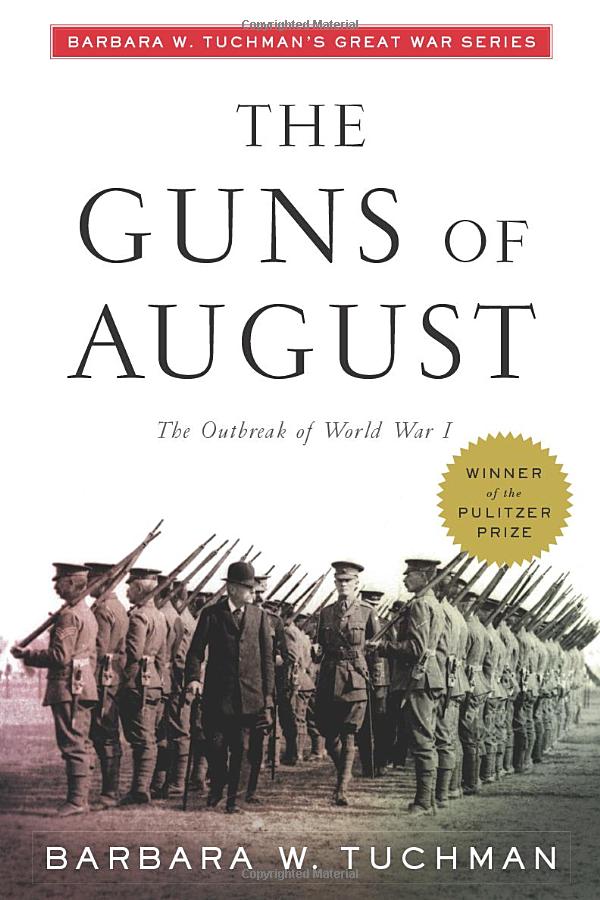 Copyrighted Material
BARBARA W. TUCHMAN'S GREAT WAR SERIES
THE
GUNS OF
AUGUST
The Outbreak of World War I
WINNER
of the
PULITZER
PRIZE
BARBARA W. TUCHMAN
Copyrighted Material